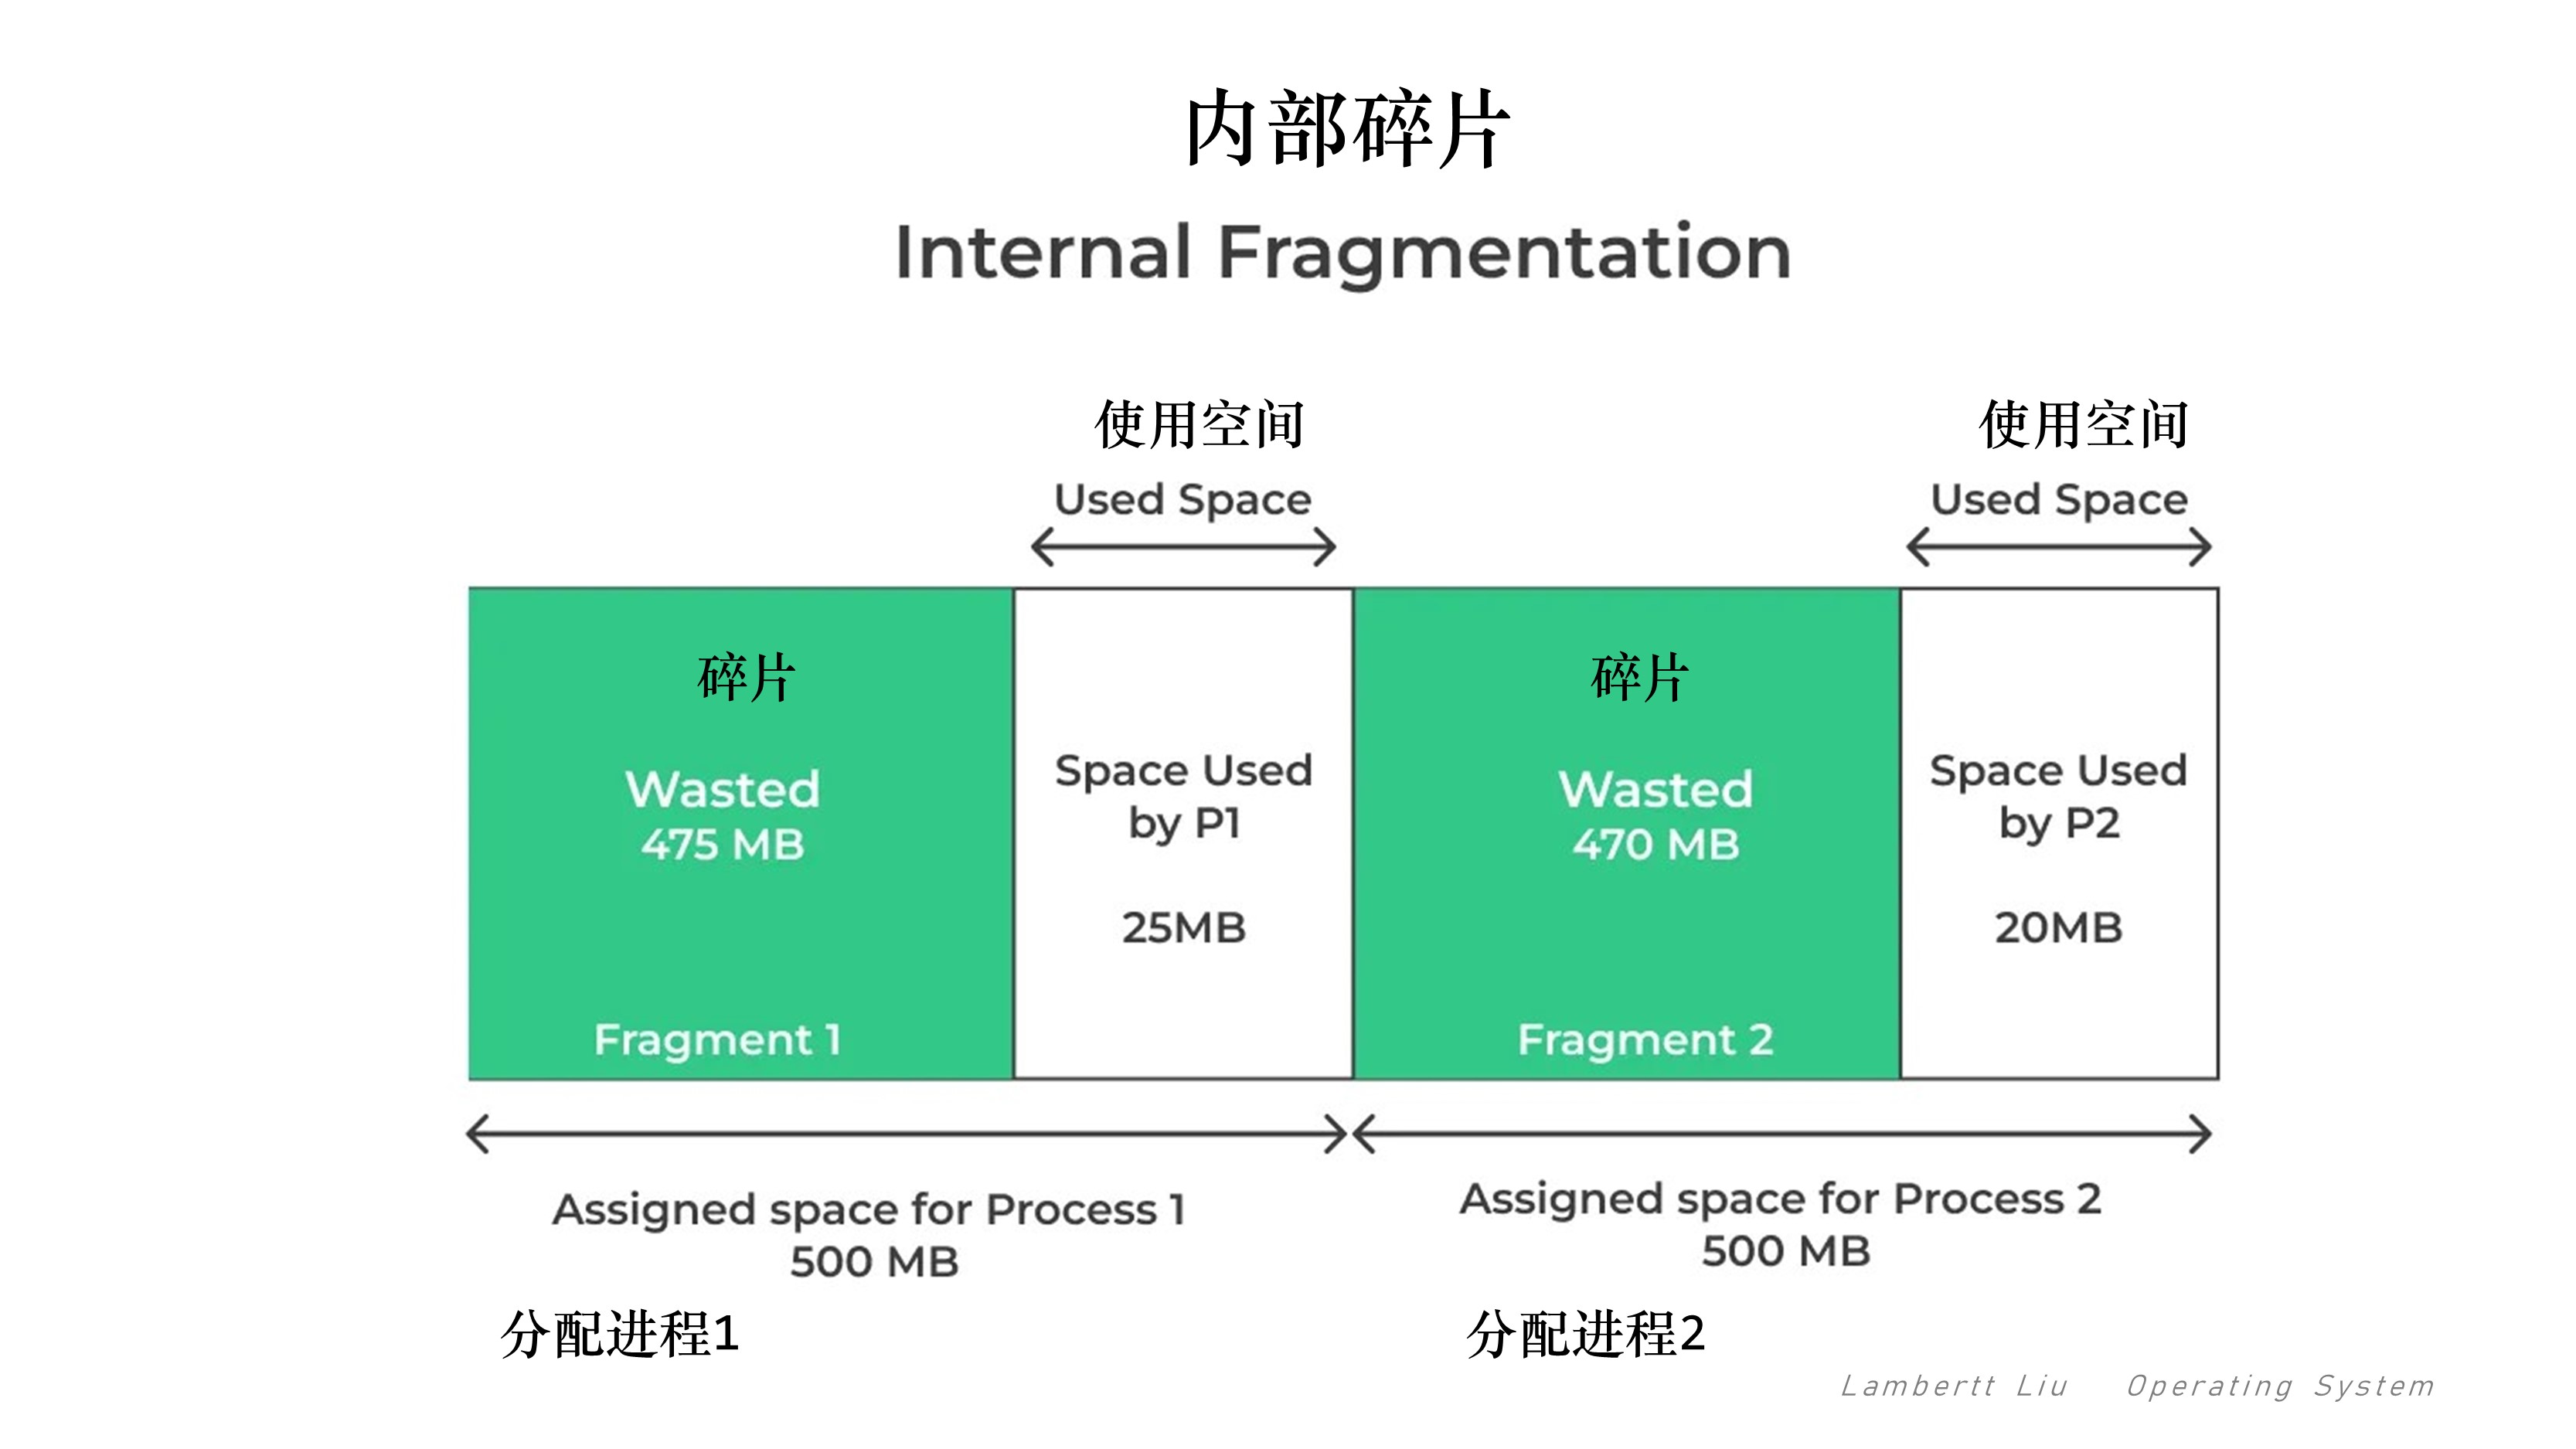 内部碎片
Internal Fragmentation
使用空间
使用空间
Used Space
Used Space
碎片
Wasted
475 MB
Fragment 1
Space Used
by P1
25MB
碎片
Wasted
470 MB
Fragment 2
Space Used
by P2
20MB
Assigned space for Process 1
500 MB
Assigned space for Process 2
500 MB
分配进程1
分配进程2
Lambertt Liu Operating System